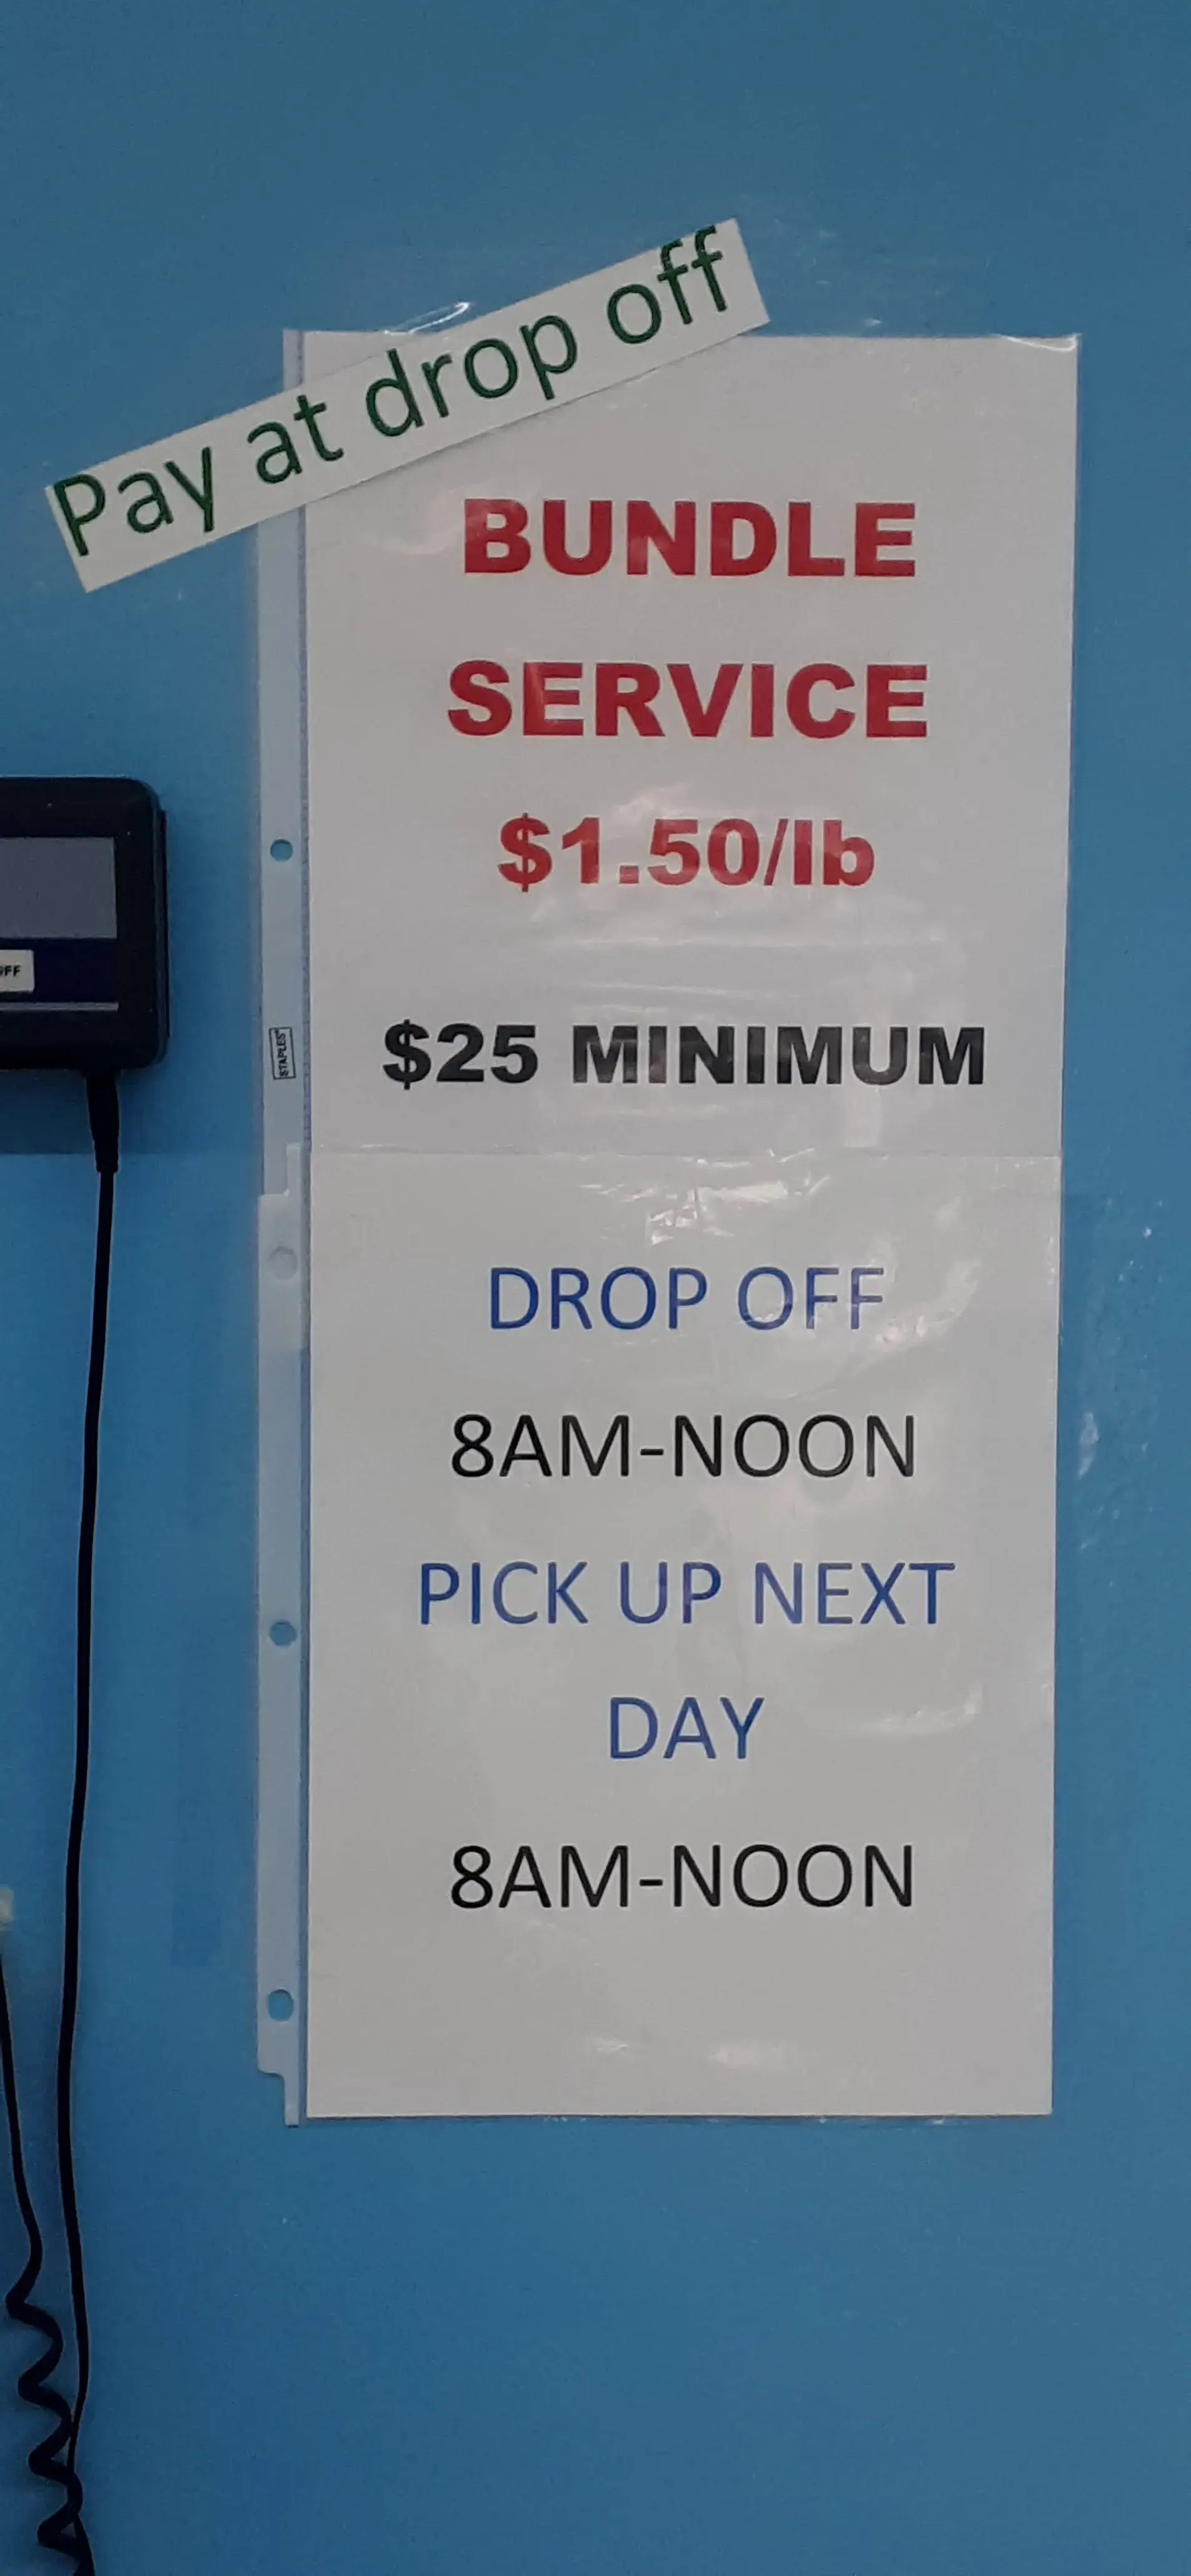 Pay at drop off
BUNDLE
SERVICE
$1.50/lb
$25 MINIMUM
STAPLES
DROP OFF
8AM-NOON
PICK UP NEXT
DAY
8AM-NOON